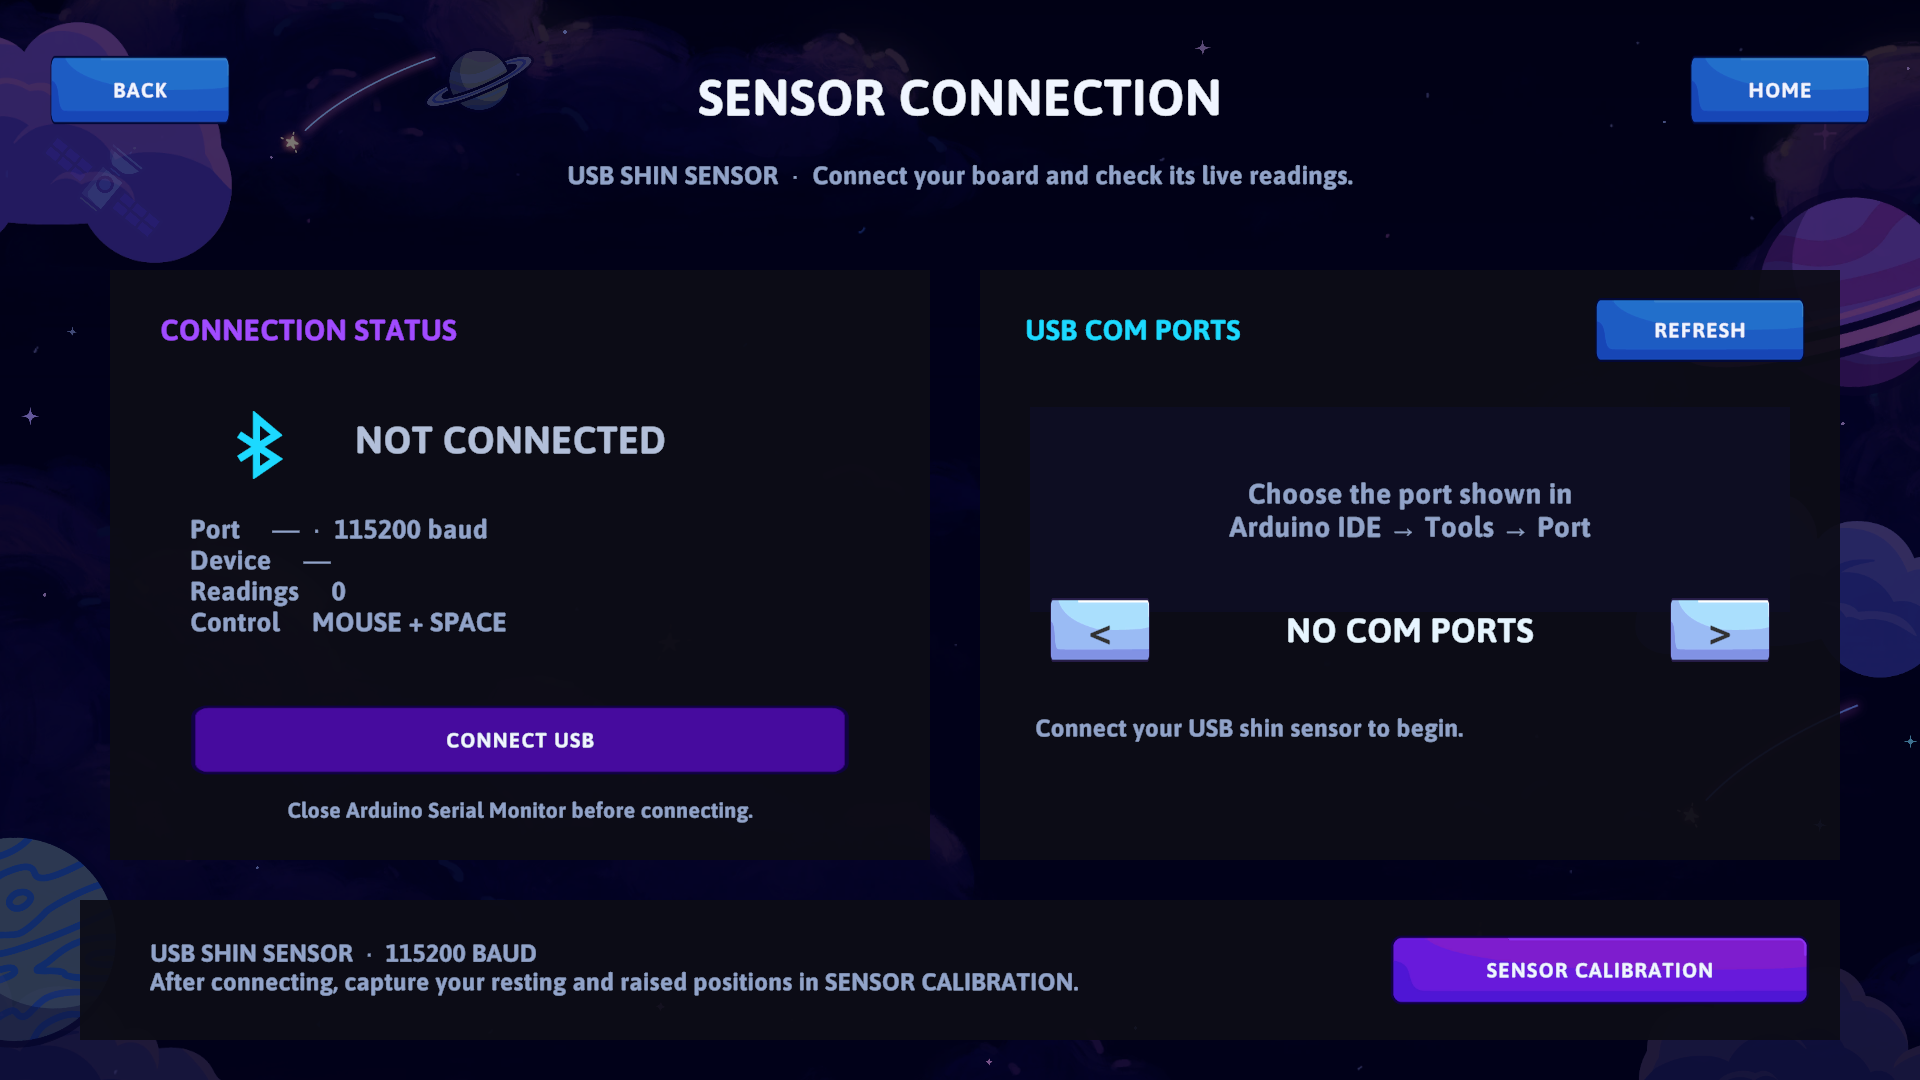 BACK
SENSOR CONNECTION
HOME
USB SHIN SENSOR · Connect your board and check its live readings.
CONNECTION STATUS
NOT CONNECTED
Port — · 115200 baud
Device —
Readings 0
Control MOUSE + SPACE
CONNECT USB
Close Arduino Serial Monitor before connecting.
USB COM PORTS
REFRESH
Choose the port shown in
Arduino IDE → Tools → Port
< NO COM PORTS >
Connect your USB shin sensor to begin.
USB SHIN SENSOR · 115200 BAUD
After connecting, capture your resting and raised positions in SENSOR CALIBRATION.
SENSOR CALIBRATION